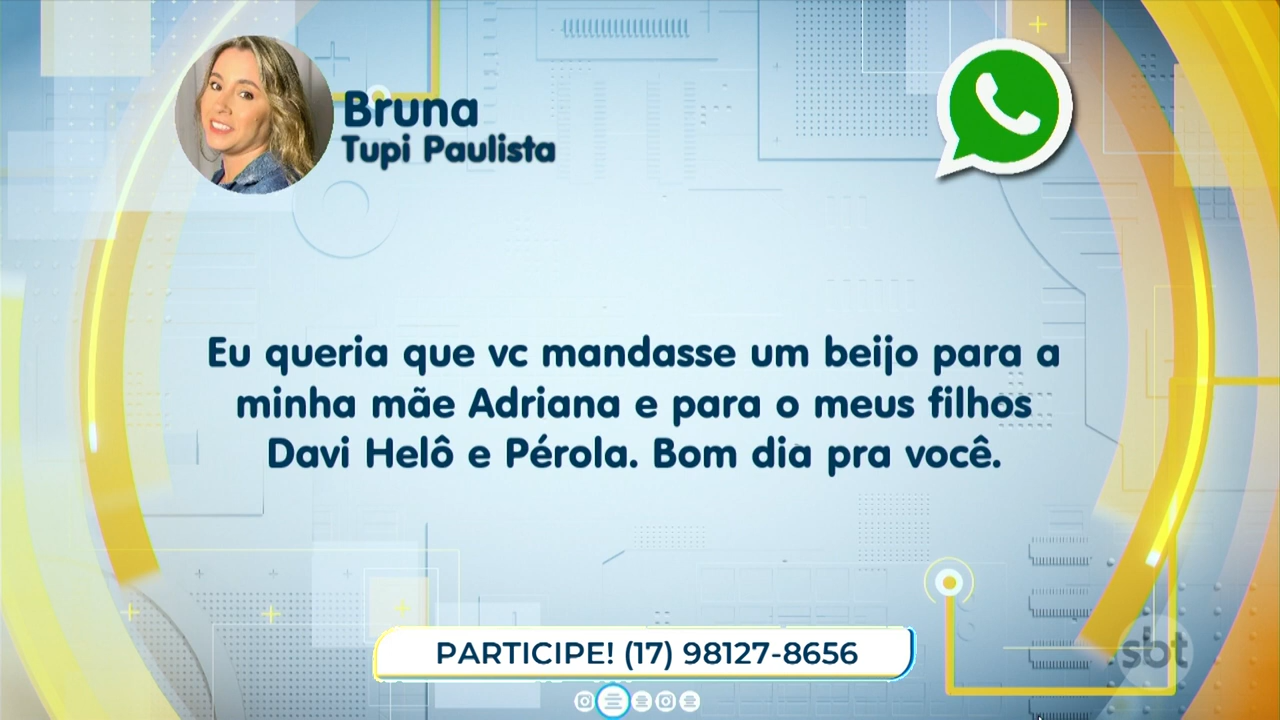 Bruna
Tupi Paulista
Eu queria que vc mandasse um beijo para a
minha mãe Adriana e para o meus filhos
Davi Helô e Pérola. Bom dia pra você.
PARTICIPE! (17) 98127-8656
sbt